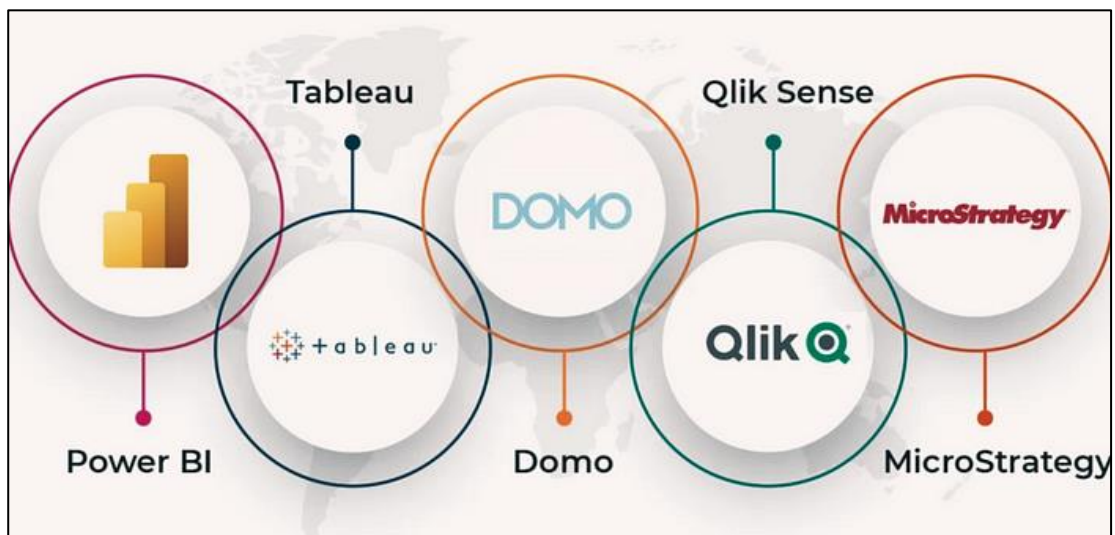 Tableau
Qlik Sense
DOMO
MicroStrategy
+ableau
Qlik
Power BI
Domo
MicroStrategy